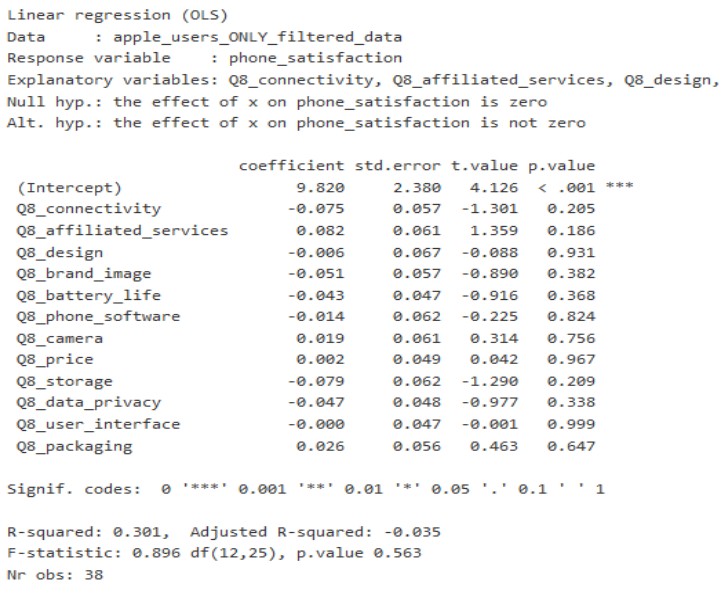 Linear regression (OLS)
Data     : apple_users_ONLY_filtered_data
Response variable    : phone_satisfaction
Explanatory variables: Q8_connectivity, Q8_affiliated_services, Q8_design,
Null hyp.: the effect of x on phone_satisfaction is zero
Alt. hyp.: the effect of x on phone_satisfaction is not zero
coefficient std.error t.value p.value
(Intercept) 9.820 2.380 4.126 < .001 ***
Q8_connectivity -0.075 0.057 -1.301 0.205
Q8_affiliated_services 0.082 0.061 1.359 0.186
Q8_design -0.006 0.067 -0.088 0.931
Q8_brand_image -0.051 0.057 -0.890 0.382
Q8_battery_life -0.043 0.047 -0.916 0.368
Q8_phone_software -0.014 0.062 -0.225 0.824
Q8_camera 0.019 0.061 0.314 0.756
Q8_price 0.002 0.049 0.042 0.967
Q8_storage -0.079 0.062 -1.290 0.209
Q8_data_privacy -0.047 0.048 -0.977 0.338
Q8_user_interface -0.000 0.047 -0.001 0.999
Q8_packaging 0.026 0.056 0.463 0.647
Signif. codes:  0 '***' 0.001 '**' 0.01 '*' 0.05 '.' 0.1 ' ' 1
R-squared: 0.301,  Adjusted R-squared: -0.035
F-statistic: 0.896 df(12,25), p.value 0.563
Nr obs: 38